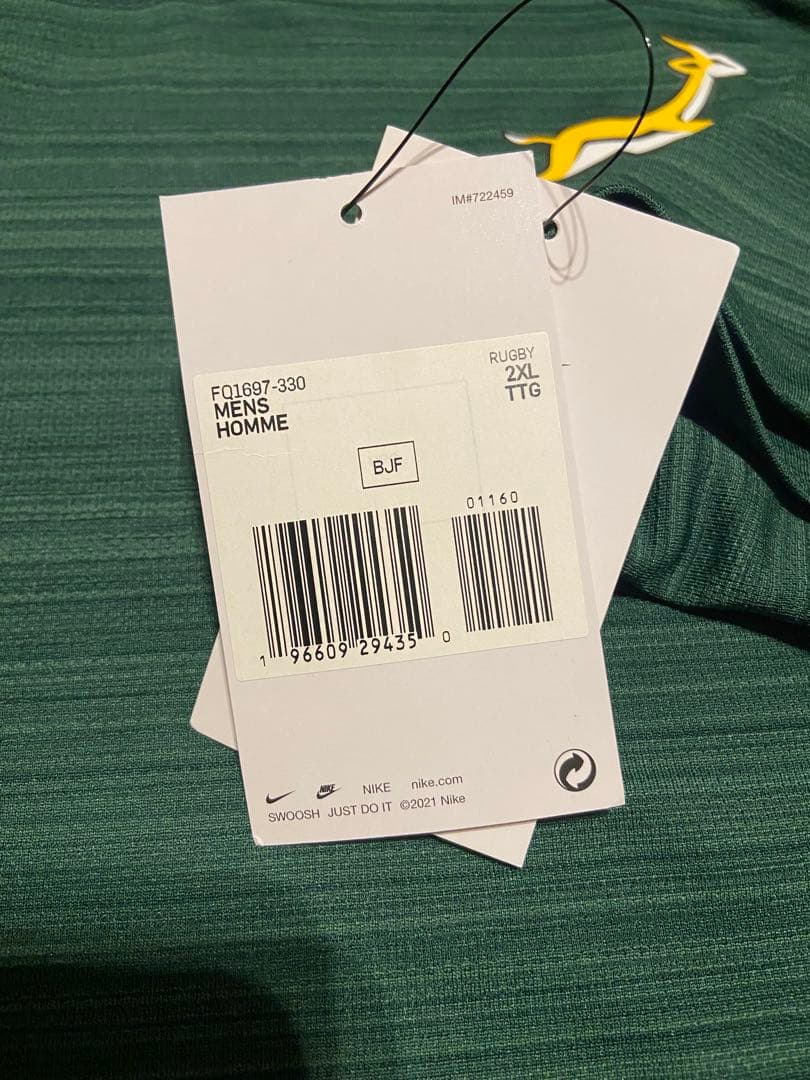 IM#722459
FQ1697-330
MENS
HOMME
RUGBY
2XL
TTG
BJF
01160
1 96609 29435 0
NIKE NIKE nike.com
SWOOSH JUST DO IT ©2021 Nike